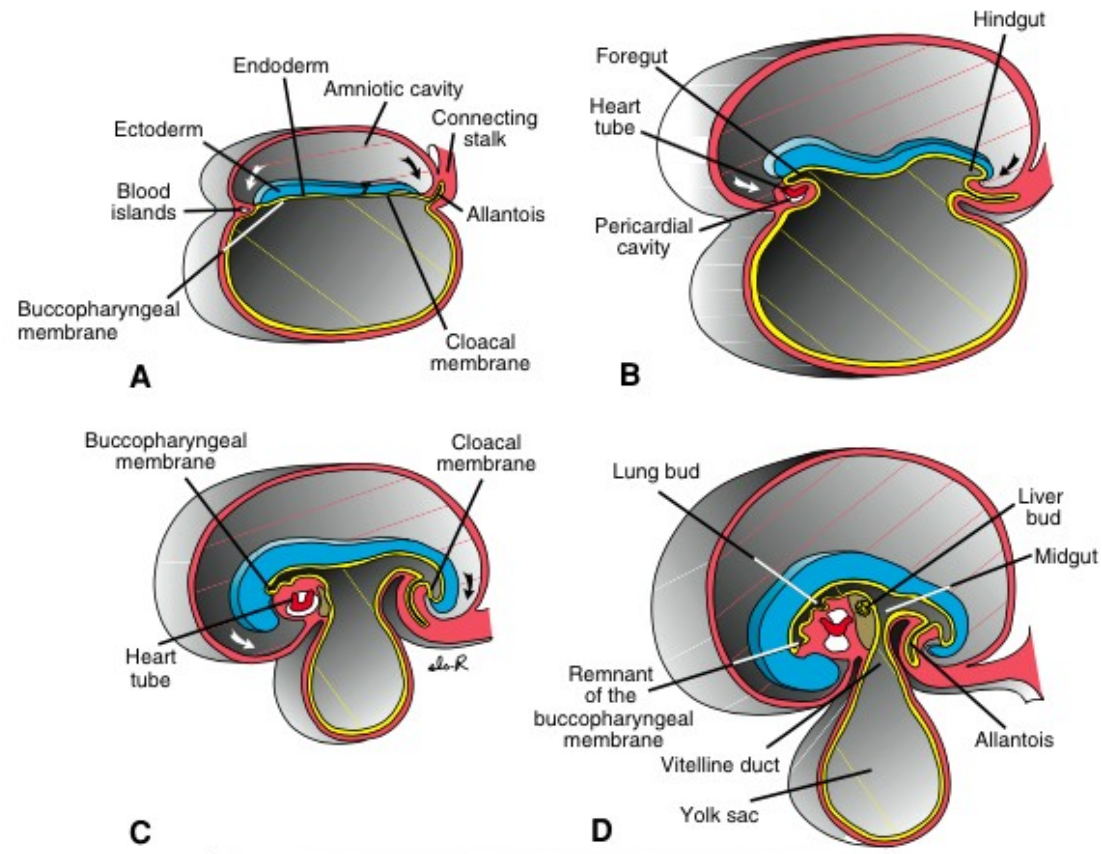 Endoderm
Amniotic cavity
Ectoderm
Connecting
stalk
Blood
islands
Allantois
Buccopharyngeal
membrane
Cloacal
membrane
A
Hindgut
Foregut
Heart
tube
Pericardial
cavity
B
Buccopharyngeal
membrane
Cloacal
membrane
Heart
tube
C
Lung bud
Liver
bud
Midgut
Remnant
of the
buccopharyngeal
membrane
Vitelline duct
Allantois
Yolk sac
D